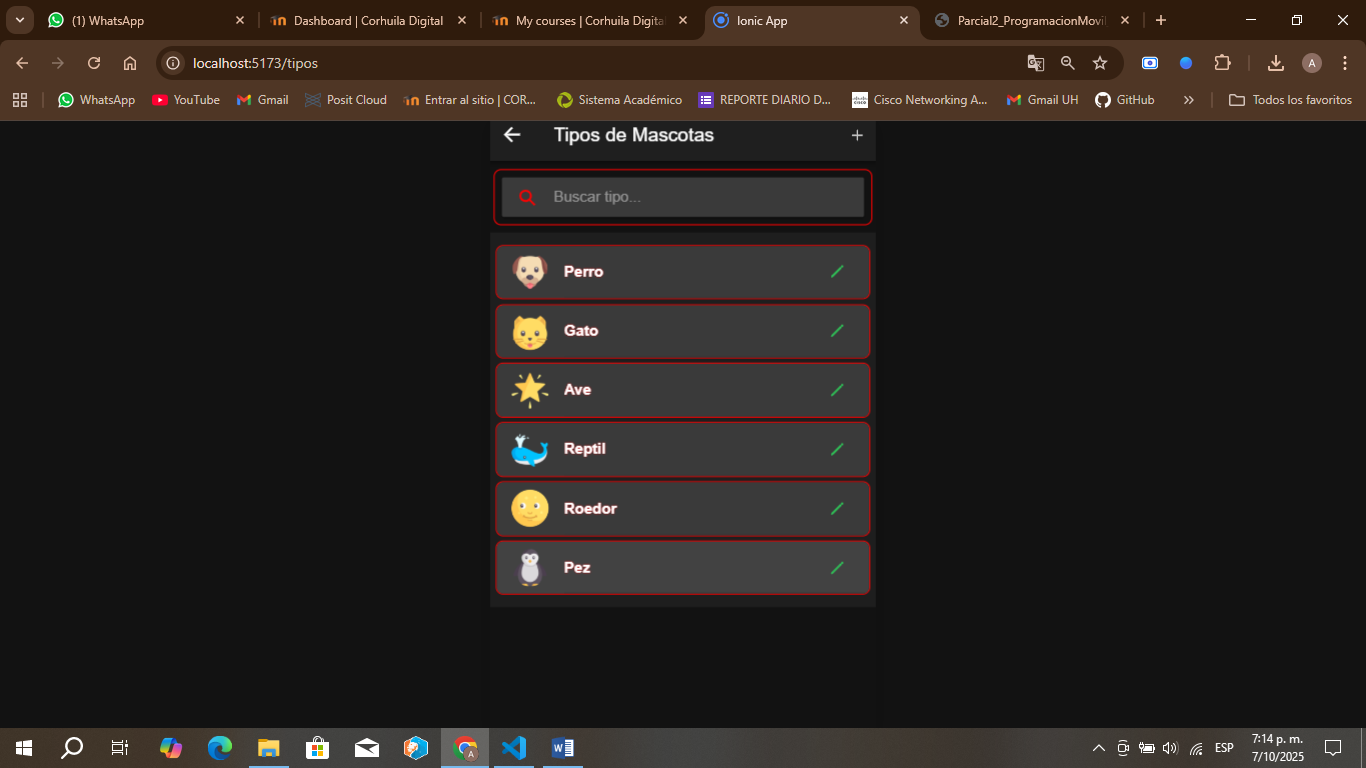 (1) WhatsApp
Dashboard | Corhuila Digital
My courses | Corhuila Digita
Ionic App
Parcial2_ProgramacionMovi
localhost:5173/tipos
A
WhatsApp
YouTube
Gmail
Posit Cloud
Entrar al sitio | COR...
Sistema Académico
REPORTE DIARIO D...
Cisco Networking A...
Gmail UH
GitHub
Todos los favoritos
Tipos de Mascotas
Buscar tipo...
Perro
Gato
Ave
Reptil
Roedor
Pez
ESP
7:14 p. m.
7/10/2025